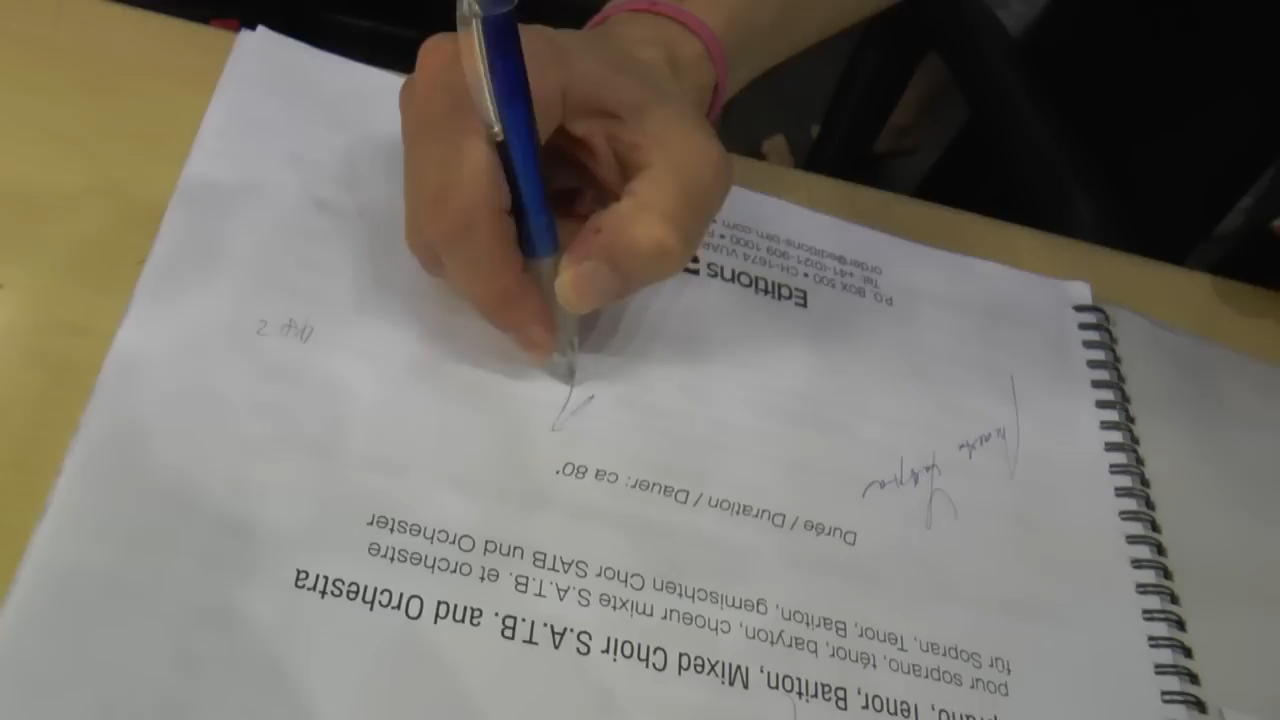 Tenor, Bariton, Mixed Choir S.A.T.B. and Orchestra
pour soprano, ténor, baryton, choeur mixte S.A.T.B. et orchestre
für Sopran, Tenor, Bariton, gemischten Chor SATB und Orchester
Durée / Duration / Dauer: ca 80'
Editions
P.O. BOX 500 • CH-1674 VUAR
Tel. +41-(0)21-909 1000 • F
order@editions-bim.com •